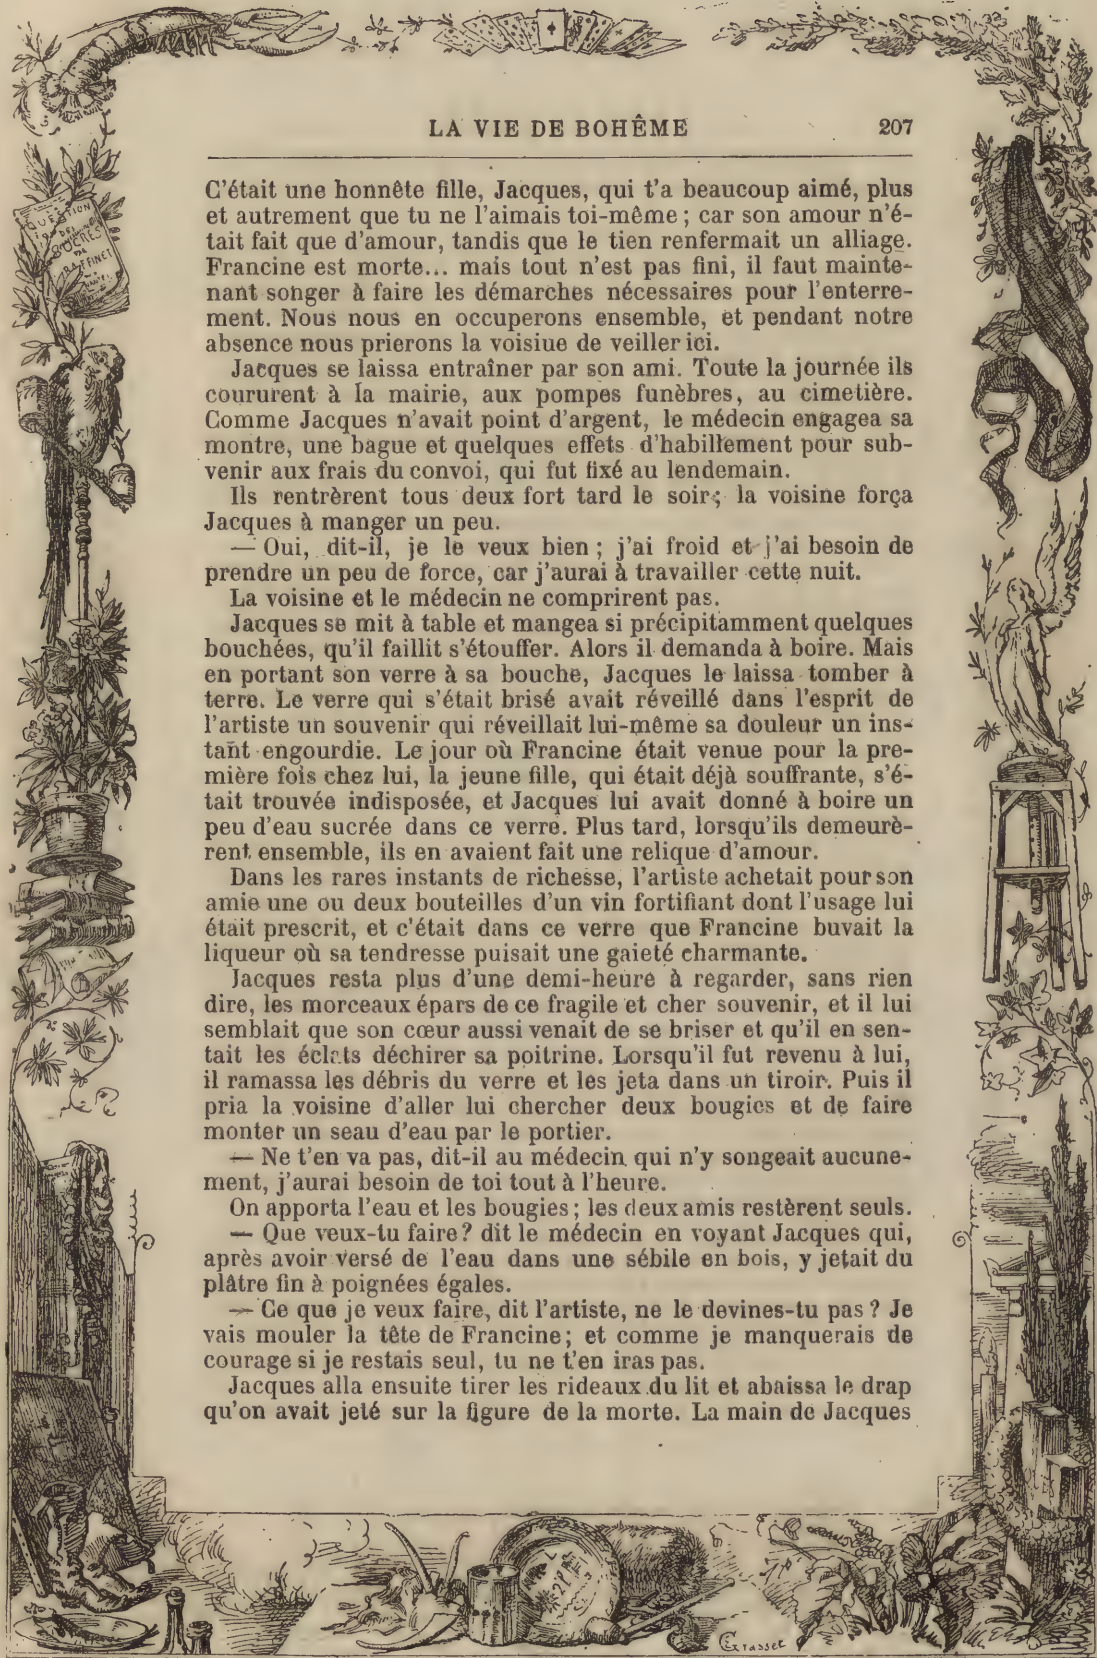 LA VIE DE BOHÊME 207
C'était une honnête fille, Jacques, qui t'a beaucoup aimé, plus
et autrement que tu ne l'aimais toi-même ; car son amour n'é-
tait fait que d'amour, tandis que le tien renfermait un alliage.
Francine est morte... mais tout n'est pas fini, il faut mainte-
nant songer à faire les démarches nécessaires pour l'enterre-
ment. Nous nous en occuperons ensemble, et pendant notre
absence nous prierons la voisiue de veiller ici.
Jacques se laissa entraîner par son ami. Toute la journée ils
coururent à la mairie, aux pompes funèbres, au cimetière.
Comme Jacques n'avait point d'argent, le médecin engagea sa
montre, une bague et quelques effets d'habillement pour sub-
venir aux frais du convoi, qui fut fixé au lendemain.
Ils rentrèrent tous deux fort tard le soir ; la voisine força
Jacques à manger un peu.
— Oui, dit-il, je le veux bien ; j'ai froid et j'ai besoin de
prendre un peu de force, car j'aurai à travailler cette nuit.
La voisine et le médecin ne comprirent pas.
Jacques se mit à table et mangea si précipitamment quelques
bouchées, qu'il faillit s'étouffer. Alors il demanda à boire. Mais
en portant son verre à sa bouche, Jacques le laissa tomber à
terre. Le verre qui s'était brisé avait réveillé dans l'esprit de
l'artiste un souvenir qui réveillait lui-même sa douleur un ins-
tant engourdie. Le jour où Francine était venue pour la pre-
mière fois chez lui, la jeune fille, qui était déjà souffrante, s'é-
tait trouvée indisposée, et Jacques lui avait donné à boire un
peu d'eau sucrée dans ce verre. Plus tard, lorsqu'ils demeurè-
rent ensemble, ils en avaient fait une relique d'amour.
Dans les rares instants de richesse, l'artiste achetait pour son
amie une ou deux bouteilles d'un vin fortifiant dont l'usage lui
était prescrit, et c'était dans ce verre que Francine buvait la
liqueur où sa tendresse puisait une gaieté charmante.
Jacques resta plus d'une demi-heure à regarder, sans rien
dire, les morceaux épars de ce fragile et cher souvenir, et il lui
semblait que son cœur aussi venait de se briser et qu'il en sen-
tait les éclats déchirer sa poitrine. Lorsqu'il fut revenu à lui,
il ramassa les débris du verre et les jeta dans un tiroir. Puis il
pria la voisine d'aller lui chercher deux bougies et de faire
monter un seau d'eau par le portier.
— Ne t'en va pas, dit-il au médecin qui n'y songeait aucune-
ment, j'aurai besoin de toi tout à l'heure.
On apporta l'eau et les bougies ; les deux amis restèrent seuls.
— Que veux-tu faire ? dit le médecin en voyant Jacques qui,
après avoir versé de l'eau dans une sébile en bois, y jetait du
plâtre fin à poignées égales.
— Ce que je veux faire, dit l'artiste, ne le devines-tu pas ? Je
vais mouler la tête de Francine ; et comme je manquerais de
courage si je restais seul, tu ne t'en iras pas.
Jacques alla ensuite tirer les rideaux du lit et abaissa le drap
qu'on avait jeté sur la figure de la morte. La main de Jacques
QUESTION
DES
BUCHES
RAFFINET
Grasset